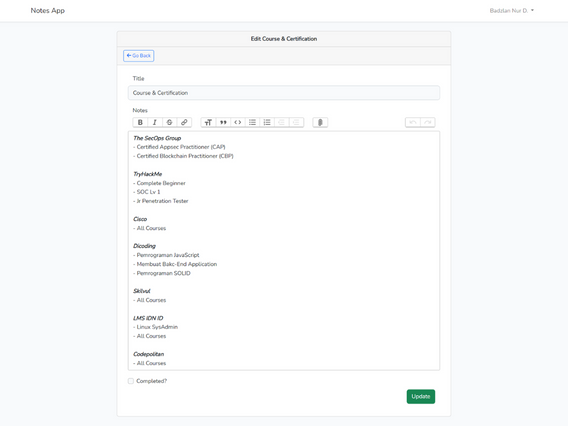 Notes App
Badzlan Nur D.
Edit Course & Certification
Go Back
Title
Course & Certification
Notes
The SecOps Group
- Certified Appsec Practitioner (CAP)
- Certified Blockchain Practitioner (CBP)
TryHackMe
- Complete Beginner
- SOC Lv 1
- Jr Penetration Tester
Cisco
- All Courses
Dicoding
- Pemrograman JavaScript
- Membuat Bakc-End Application
- Pemrograman SOLID
Skilvul
- All Courses
LMS IDN ID
- Linux SysAdmin
- All Courses
Codepolitan
- All Courses
Completed?
Update